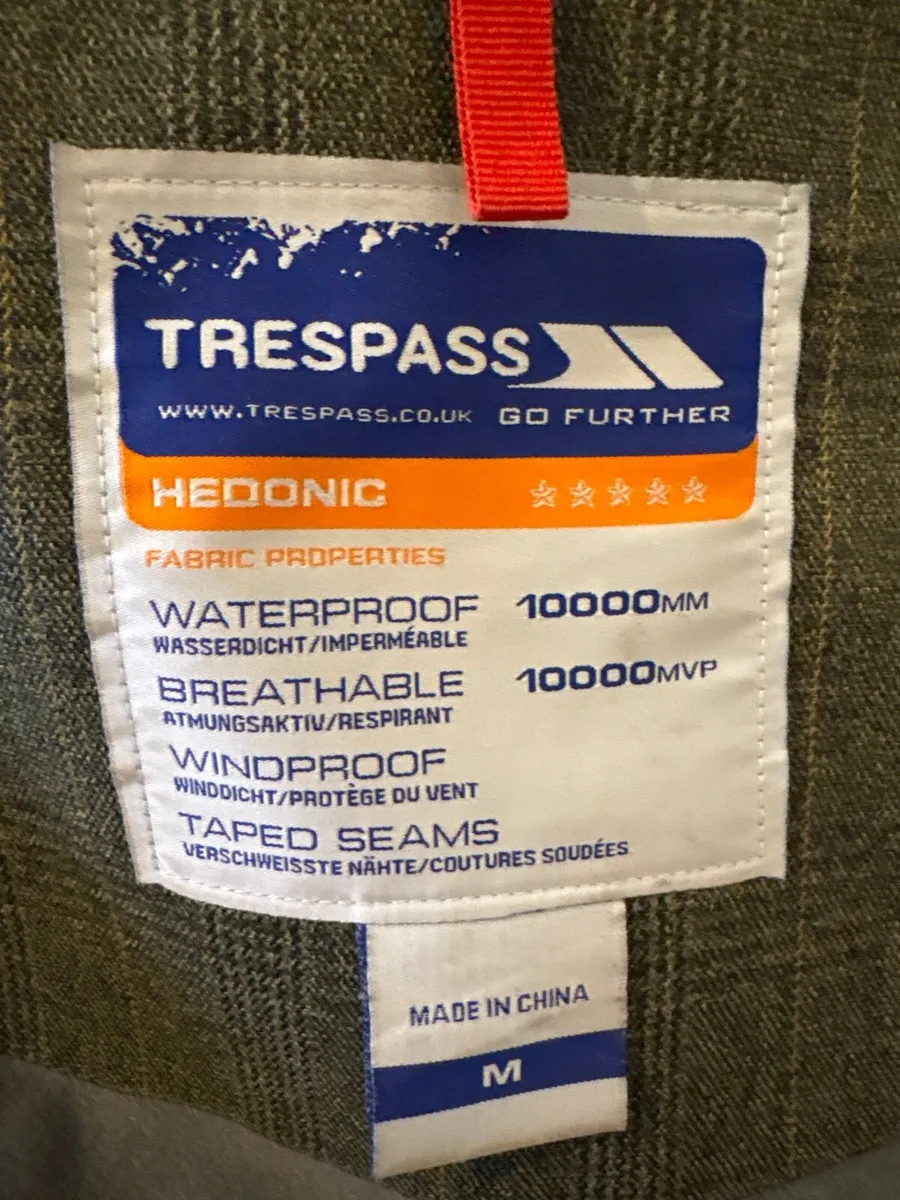 TRESPASS
WWW.TRESPASS.CO.UK GO FURTHER
HEDONIC
FABRIC PROPERTIES
WATERPROOF 10000MM
WASSERDICHT/IMPERMÉABLE
BREATHABLE 10000MVP
ATMUNGSAKTIV/RESPIRANT
WINDPROOF
WINDDICHT/PROTÈGE DU VENT
TAPED SEAMS
VERSCHWEISSTE NÄHTE/COUTURES SOUDÉES
MADE IN CHINA
M